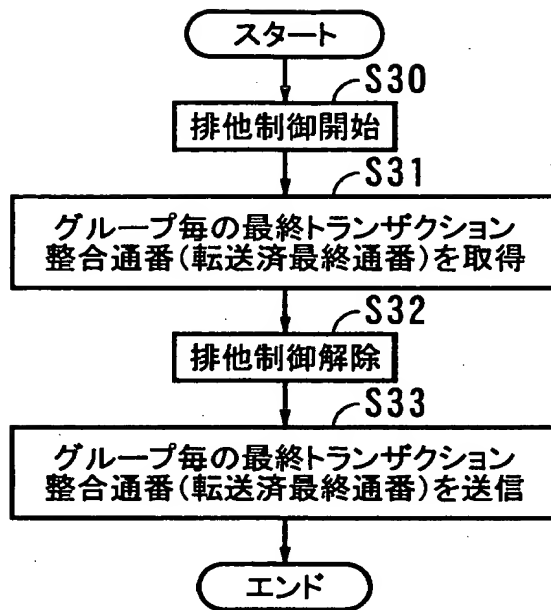 スタート
S30
排他制御開始
S31
グループ毎の最終トランザクション
整合通番(転送済最終通番)を取得
S32
排他制御解除
S33
グループ毎の最終トランザクション
整合通番(転送済最終通番)を送信
エンド